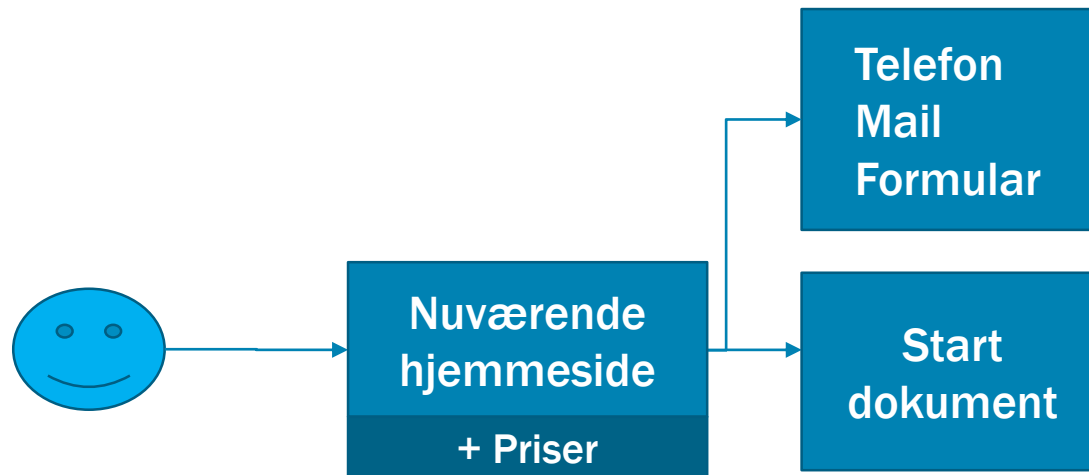 Telefon
Mail
Formular
Nuværende
hjemmeside
+ Priser
Start
dokument